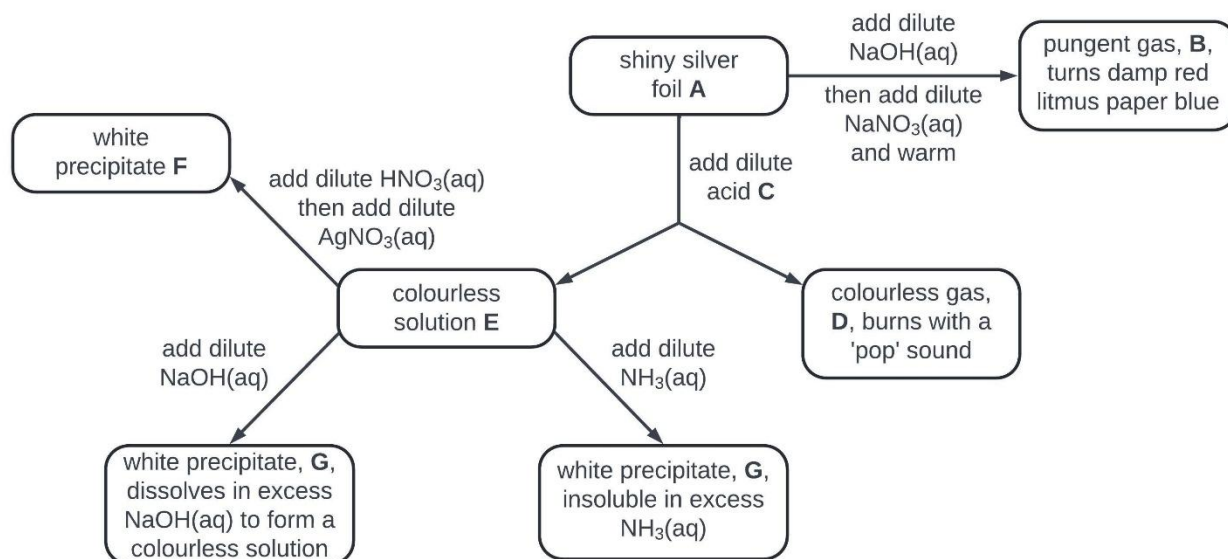 shiny silver
foil A
add dilute
NaOH(aq)
then add dilute
NaNO₃(aq)
and warm
pungent gas, B,
turns damp red
litmus paper blue
white
precipitate F
add dilute HNO₃(aq)
then add dilute
AgNO₃(aq)
add dilute
acid C
colourless
solution E
colourless gas,
D, burns with a
'pop' sound
add dilute
NaOH(aq)
add dilute
NH₃(aq)
white precipitate, G,
dissolves in excess
NaOH(aq) to form a
colourless solution
white precipitate, G,
insoluble in excess
NH₃(aq)